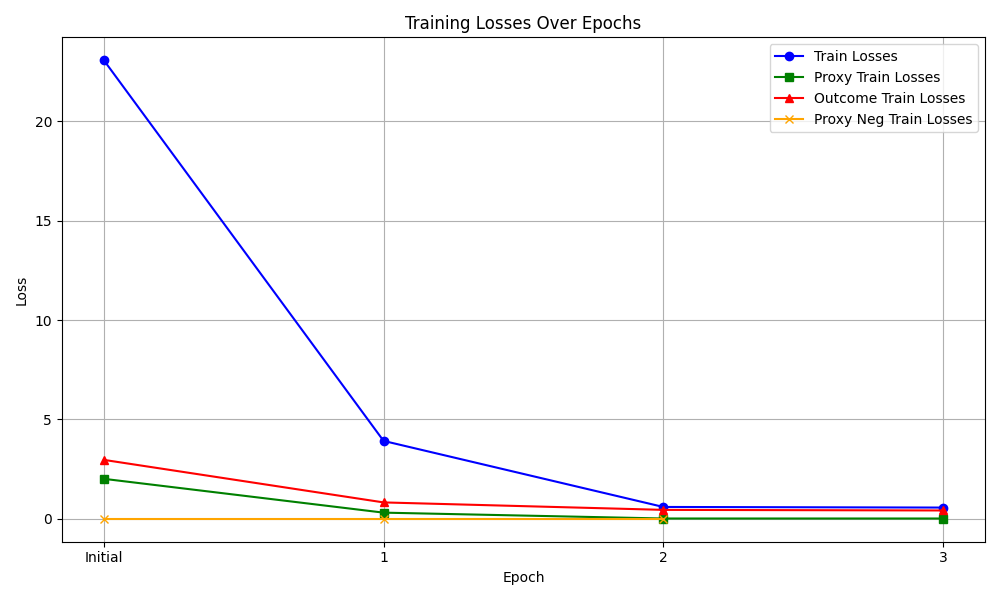 Training Losses Over Epochs
Train Losses
Proxy Train Losses
Outcome Train Losses
Proxy Neg Train Losses
20
15
10
5
0
Loss
Initial 1 2 3
Epoch